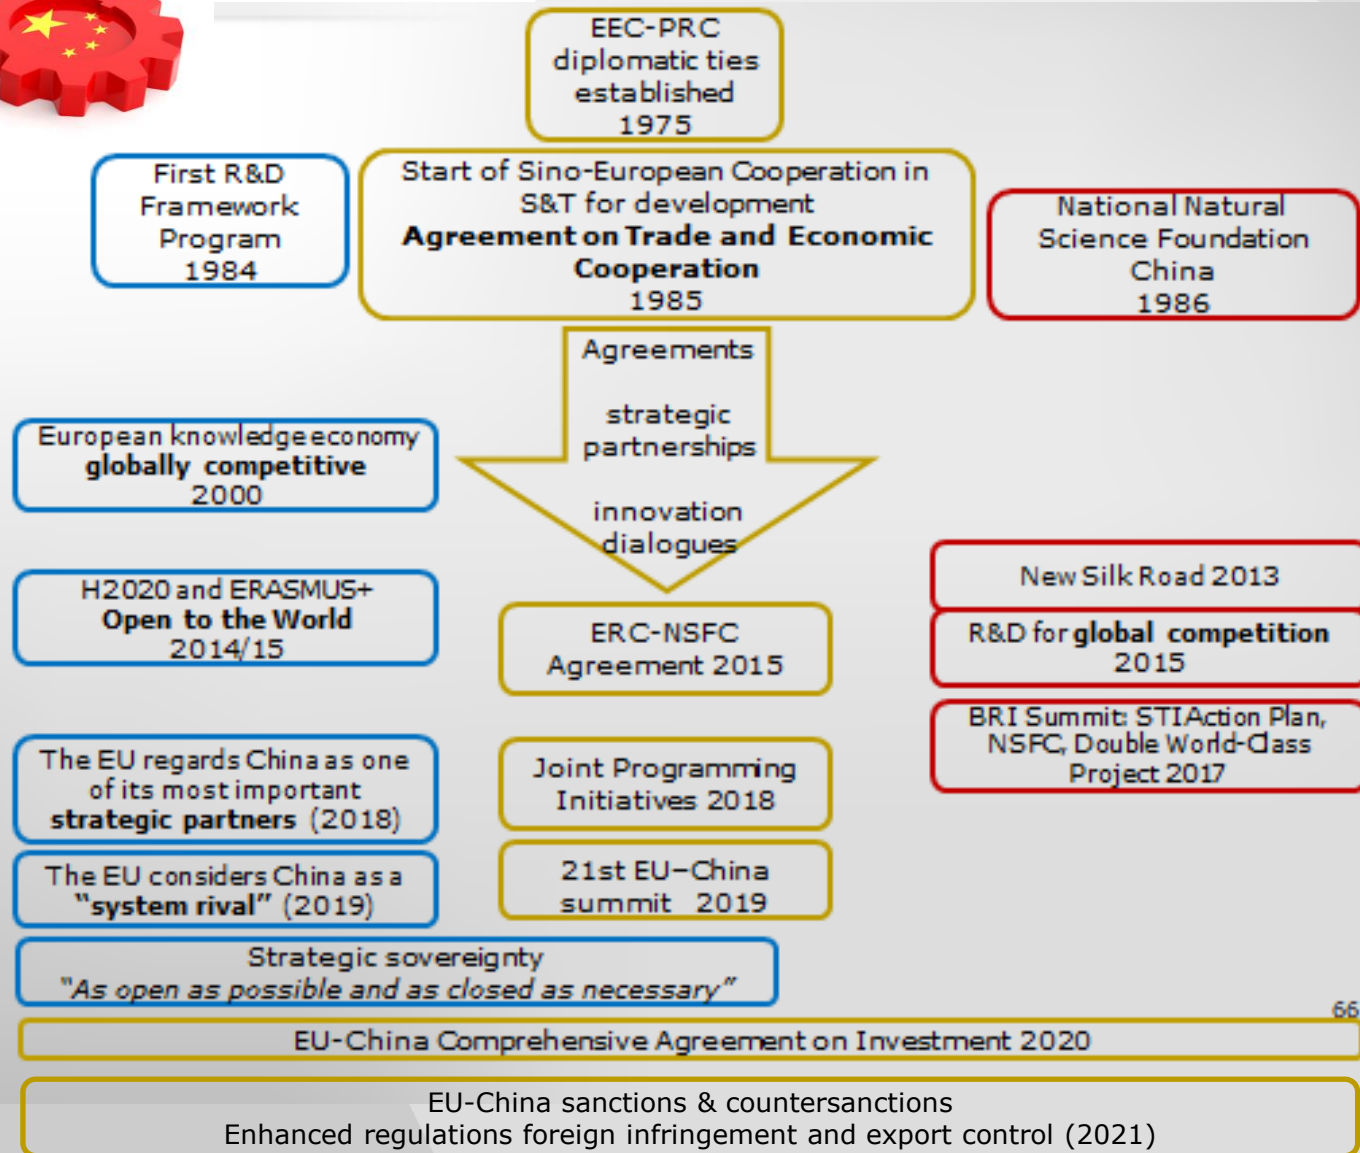 EEC-PRC
diplomatic ties
established
1975
First R&D
Framework
Program
1984
Start of Sino-European Cooperation in
S&T for development
Agreement on Trade and Economic
Cooperation
1985
National Natural
Science Foundation
China
1986
Agreements
strategic
partnerships
innovation
dialogues
European knowledge economy
globally competitive
2000
H2020 and ERASMUS+
Open to the World
2014/15
ERC-NSFC
Agreement 2015
New Silk Road 2013
R&D for global competition
2015
BRI Summit: STI Action Plan,
NSFC, Double World-Class
Project 2017
The EU regards China as one
of its most important
strategic partners (2018)
Joint Programming
Initiatives 2018
The EU considers China as a
“system rival” (2019)
21st EU–China
summit 2019
Strategic sovereignty
“As open as possible and as closed as necessary”
66
EU-China Comprehensive Agreement on Investment 2020
EU-China sanctions & countersanctions
Enhanced regulations foreign infringement and export control (2021)